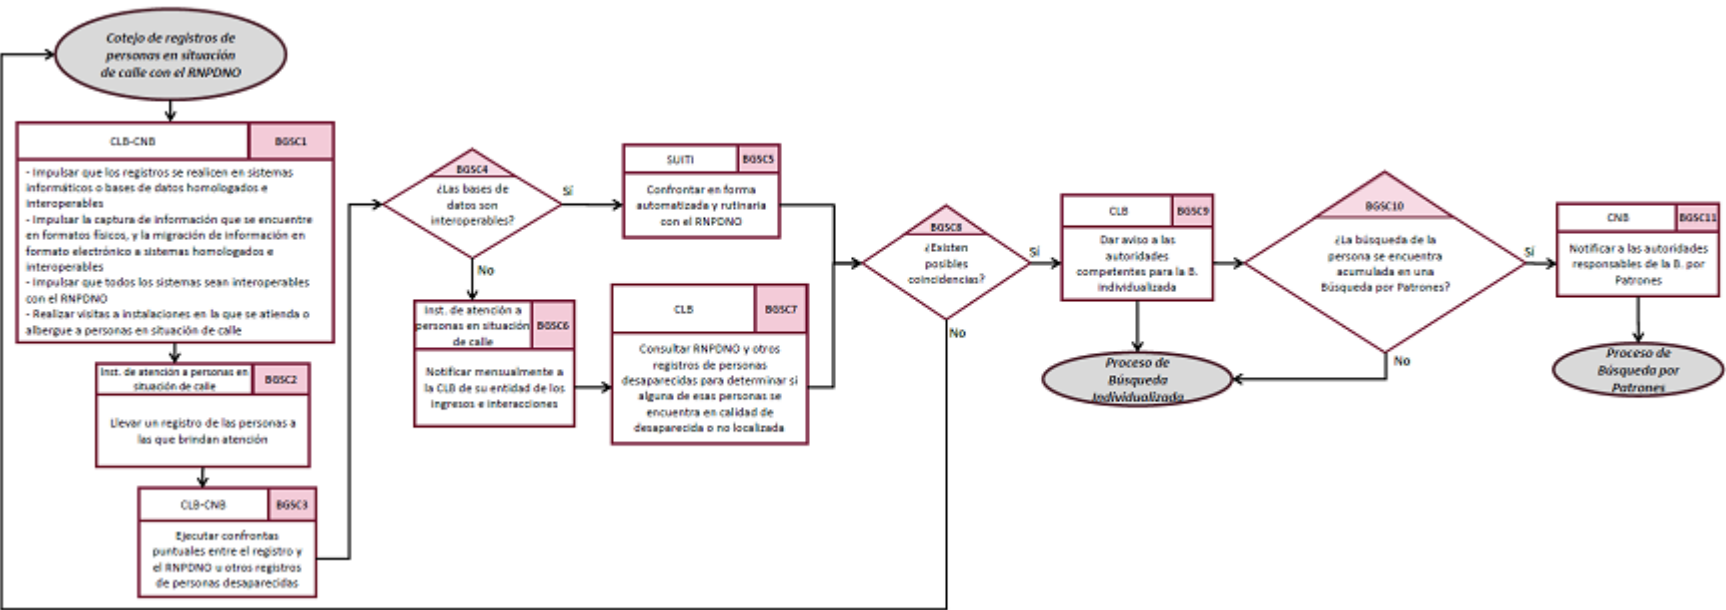 Cotejo de registros de
personas en situación
de calle con el RNPDNO
CLB-CNB
BGSC1
- Impulsar que los registros se realicen en sistemas
informáticos o bases de datos homologados e
interoperables
- Impulsar la captura de información que se encuentre
en formatos físicos, y la migración de información en
formato electrónico a sistemas homologados e
interoperables
- Impulsar que todos los sistemas sean interoperables
con el RNPDNO
- Realizar visitas a instalaciones en la que se atienda o
albergue a personas en situación de calle
Inst. de atención a personas en
situación de calle
BGSC2
Llevar un registro de las personas a
las que brindan atención
CLB-CNB
BGSC3
Ejecutar confrontas
puntuales entre el registro y
el RNPDNO u otros registros
de personas desaparecidas
BGSC4
¿Las bases de
datos son
interoperables?
Sí
No
SUITI
BGSC5
Confrontar en forma
automatizada y rutinaria
con el RNPDNO
Inst. de atención a
personas en situación
de calle
BGSC6
Notificar mensualmente a
la CLB de su entidad de los
ingresos e interacciones
CLB
BGSC7
Consultar RNPDNO y otros
registros de personas
desaparecidas para determinar si
alguna de esas personas se
encuentra en calidad de
desaparecida o no localizada
BGSC8
¿Existen
posibles
coincidencias?
Sí
No
CLB
BGSC9
Dar aviso a las
autoridades
competentes para la B.
individualizada
Proceso de
Búsqueda
Individualizada
BGSC10
¿La búsqueda de la
persona se encuentra
acumulada en una
Búsqueda por Patrones?
Sí
No
CNB
BGSC11
Notificar a las autoridades
responsables de la B. por
Patrones
Proceso de
Búsqueda por
Patrones